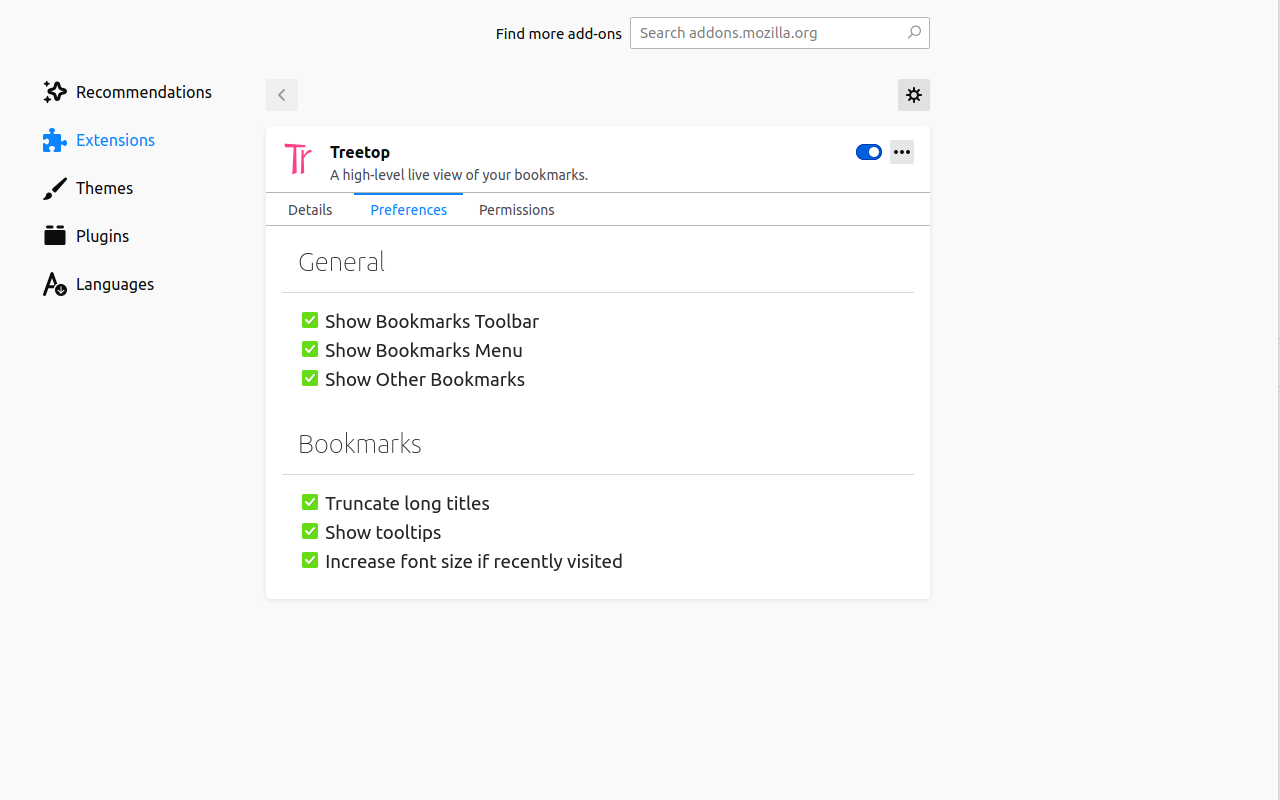 Find more add-ons
Search addons.mozilla.org
Recommendations
Extensions
Themes
Plugins
Languages
Tr
Treetop
A high-level live view of your bookmarks.
Details
Preferences
Permissions
General
Show Bookmarks Toolbar
Show Bookmarks Menu
Show Other Bookmarks
Bookmarks
Truncate long titles
Show tooltips
Increase font size if recently visited